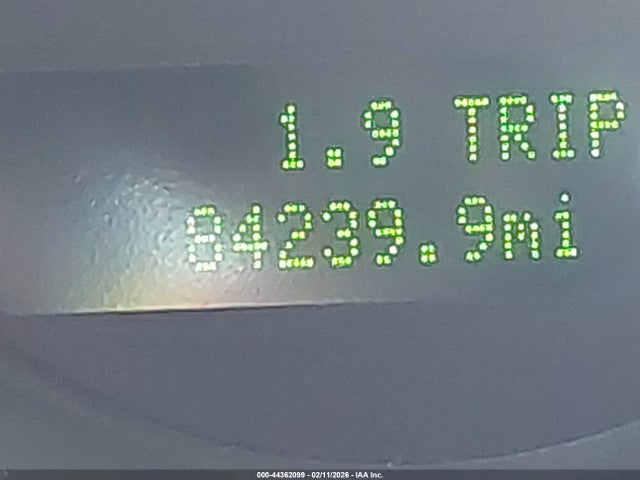 1.9 TRIP
84239.9mi
000-44362099 - 02/11/2026 - IAA Inc.